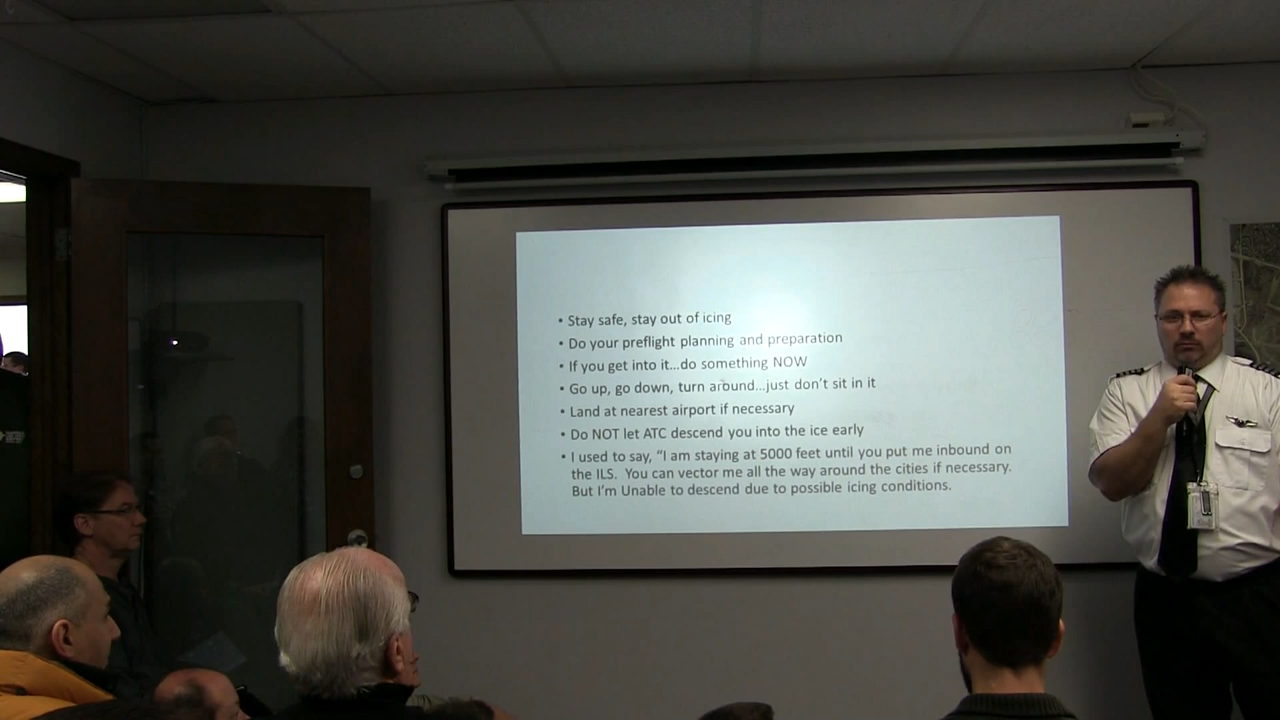 • Stay safe, stay out of icing
• Do your preflight planning and preparation
• If you get into it...do something NOW
• Go up, go down, turn around...just don't sit in it
• Land at nearest airport if necessary
• Do NOT let ATC descend you into the ice early
• I used to say, "I am staying at 5000 feet until you put me inbound on
the ILS.  You can vector me all the way around the cities if necessary.
But I'm Unable to descend due to possible icing conditions.